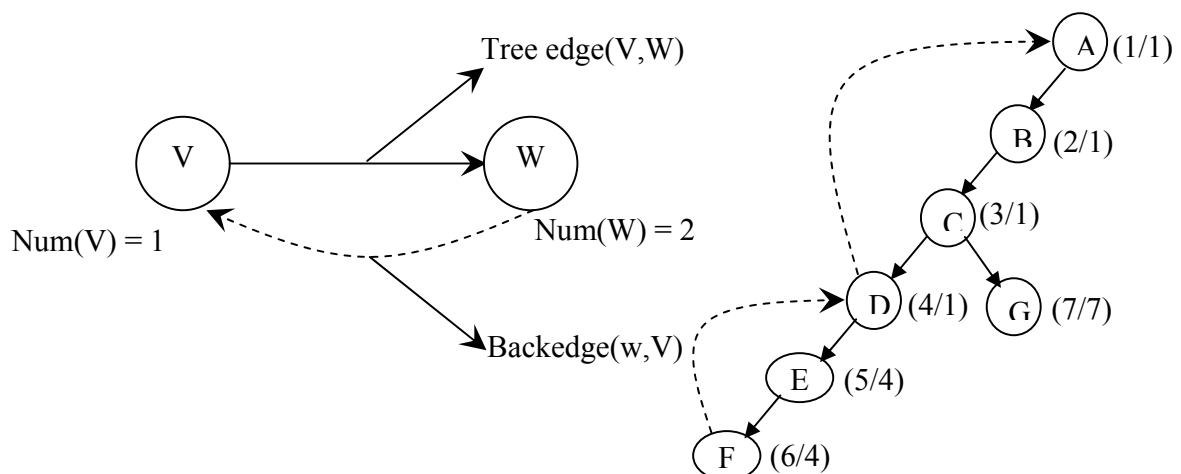 Tree edge(V,W)
V
W
Num(V) = 1
Num(W) = 2
Backedge(w,V)
A
(1/1)
B
(2/1)
C
(3/1)
D
(4/1)
G
(7/7)
E
(5/4)
F
(6/4)